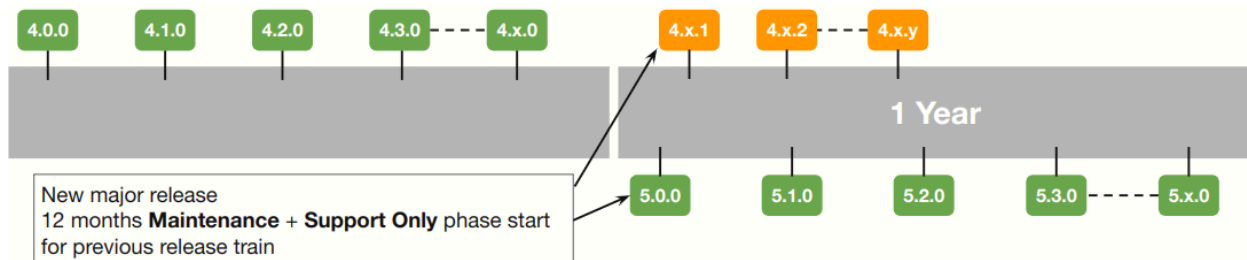 4.0.0 4.1.0 4.2.0 4.3.0 4.x.0 4.x.1 4.x.2 4.x.y
1 Year
5.0.0 5.1.0 5.2.0 5.3.0 5.x.0
New major release
12 months Maintenance + Support Only phase start
for previous release train